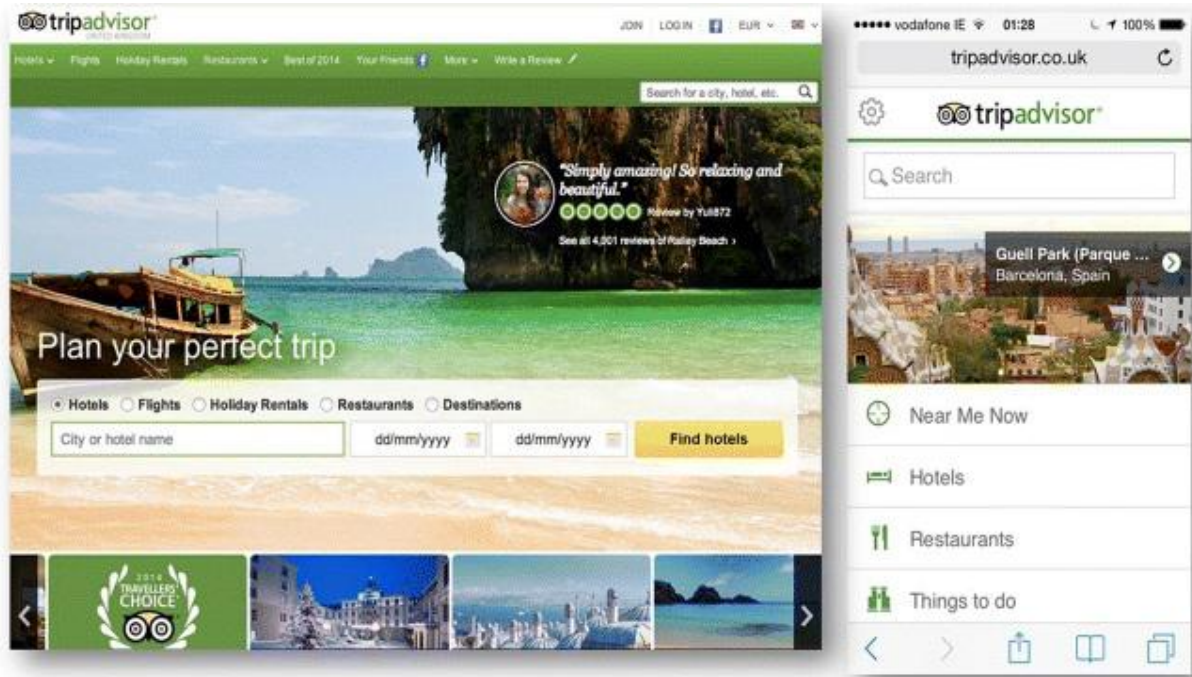 tripadvisor®
UNITED KINGDOM
JOIN LOG IN f EUR
Hotels Flights Holiday Rentals Restaurants Best of 2014 Your Friends f More Write a Review
Search for a city, hotel, etc.
"Simply amazing! So relaxing and
beautiful."
Review by Yuli872
See all 4,001 reviews of Railay Beach ›
Plan your perfect trip
Hotels Flights Holiday Rentals Restaurants Destinations
City or hotel name dd/mm/yyyy dd/mm/yyyy Find hotels
2014
TRAVELLERS'
CHOICE
vodafone IE 01:28 100%
tripadvisor.co.uk
tripadvisor®
Search
Guell Park (Parque ...
Barcelona, Spain
Near Me Now
Hotels
Restaurants
Things to do